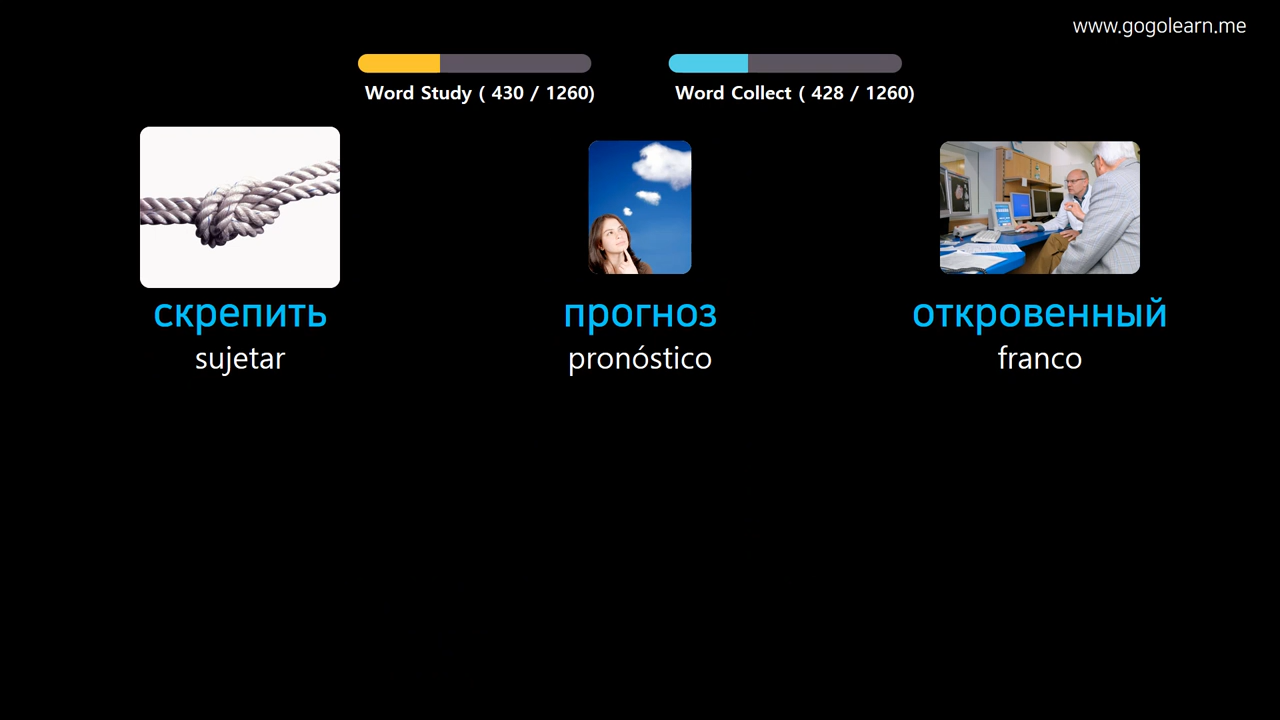 www.gogolearn.me
Word Study ( 430 / 1260)
Word Collect ( 428 / 1260)
скрепить
sujetar
прогноз
pronóstico
откровенный
franco